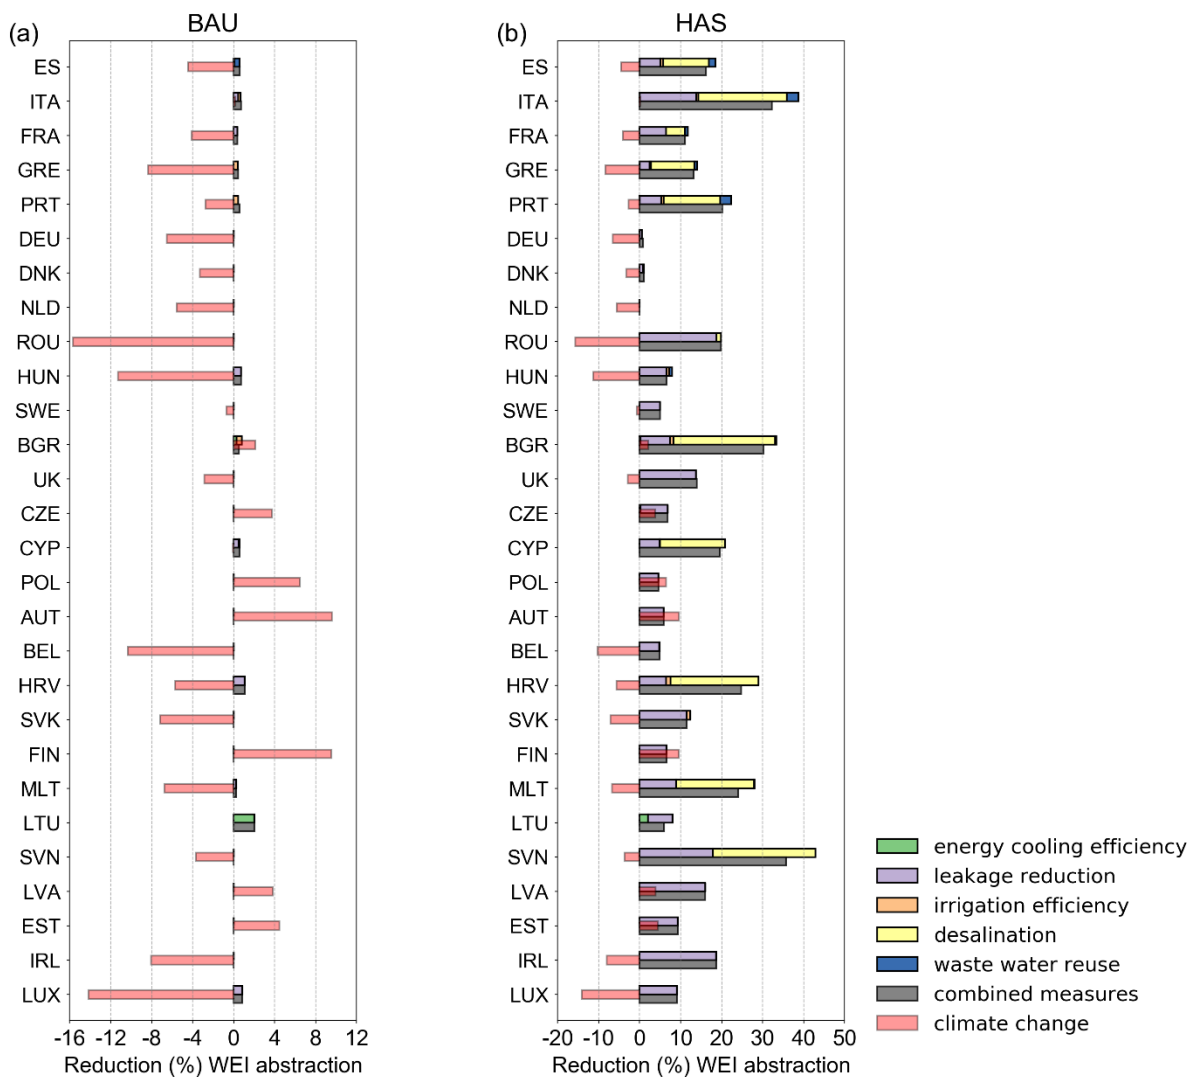 (a)
BAU
ES
ITA
FRA
GRE
PRT
DEU
DNK
NLD
ROU
HUN
SWE
BGR
UK
CZE
CYP
POL
AUT
BEL
HRV
SVK
FIN
MLT
LTU
SVN
LVA
EST
IRL
LUX
-16 -12 -8 -4 0 4 8 12
Reduction (%) WEI abstraction
(b)
HAS
ES
ITA
FRA
GRE
PRT
DEU
DNK
NLD
ROU
HUN
SWE
BGR
UK
CZE
CYP
POL
AUT
BEL
HRV
SVK
FIN
MLT
LTU
SVN
LVA
EST
IRL
LUX
-20 -10 0 10 20 30 40 50
Reduction (%) WEI abstraction
energy cooling efficiency
leakage reduction
irrigation efficiency
desalination
waste water reuse
combined measures
climate change